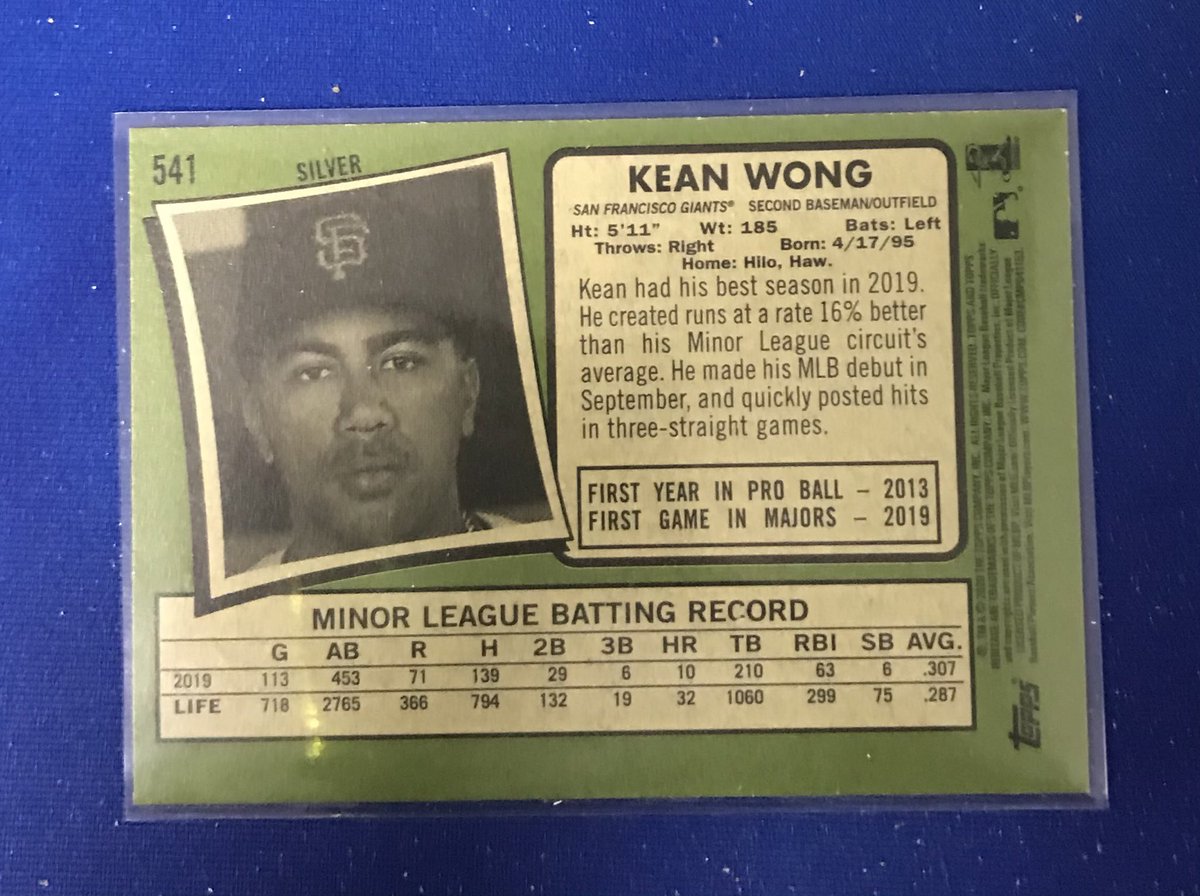 541
SILVER
KEAN WONG
SAN FRANCISCO GIANTS® SECOND BASEMAN/OUTFIELD
Ht: 5'11" Wt: 185 Bats: Left
Throws: Right Born: 4/17/95
Home: Hilo, Haw.
Kean had his best season in 2019.
He created runs at a rate 16% better
than his Minor League circuit's
average. He made his MLB debut in
September, and quickly posted hits
in three-straight games.
FIRST YEAR IN PRO BALL – 2013
FIRST GAME IN MAJORS – 2019
MINOR LEAGUE BATTING RECORD
G AB R H 2B 3B HR TB RBI SB AVG.
2019 113 453 71 139 29 6 10 210 63 6 .307
LIFE 718 2765 366 794 132 19 32 1060 299 75 .287
TOPPS